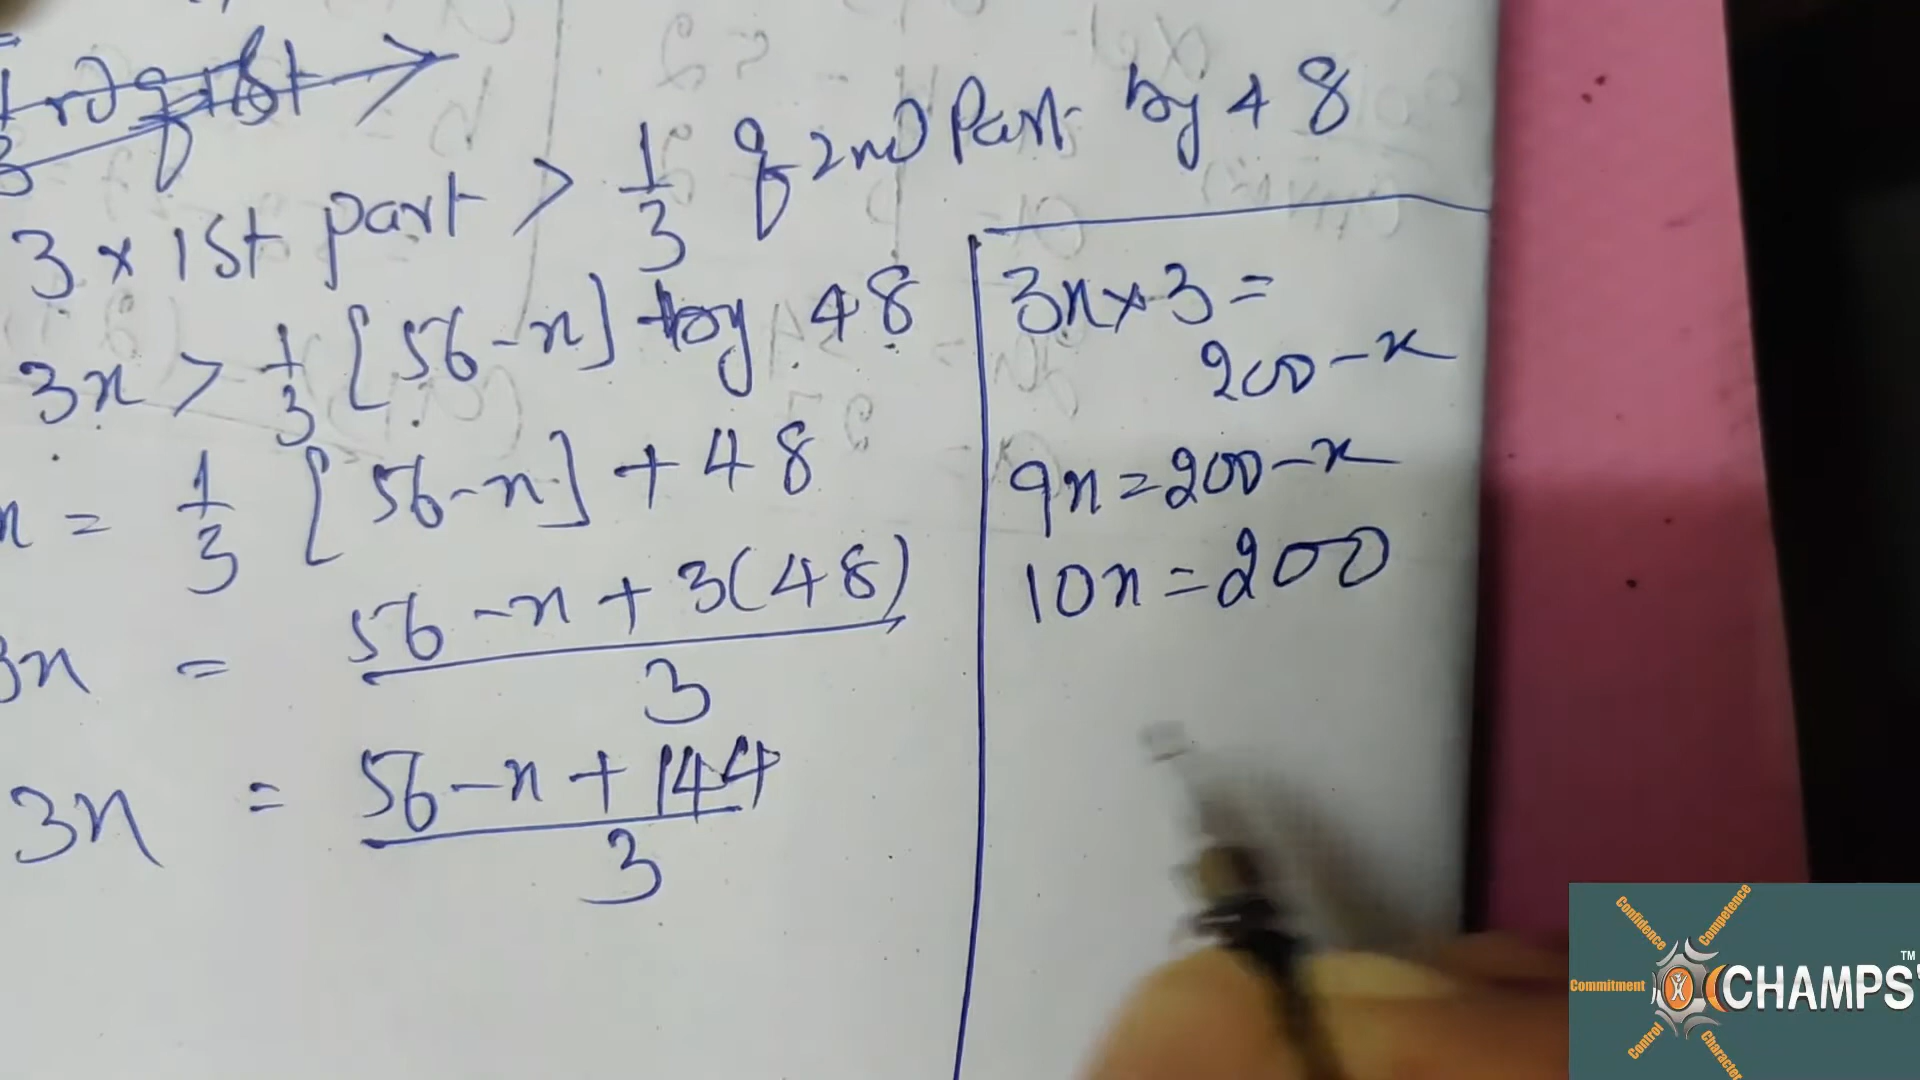 3 x 1st part > 1/3 of 2nd Part by 48
3x > 1/3 [56-x] by 48
x = 1/3 [56-x] + 48
3x = 56-x+3(48) / 3
3x = 56-x+144 / 3
3x×3=
200-x
9x=200-x
10x=200
Confidence
Competence
Commitment
X CHAMPS™
Control
Character